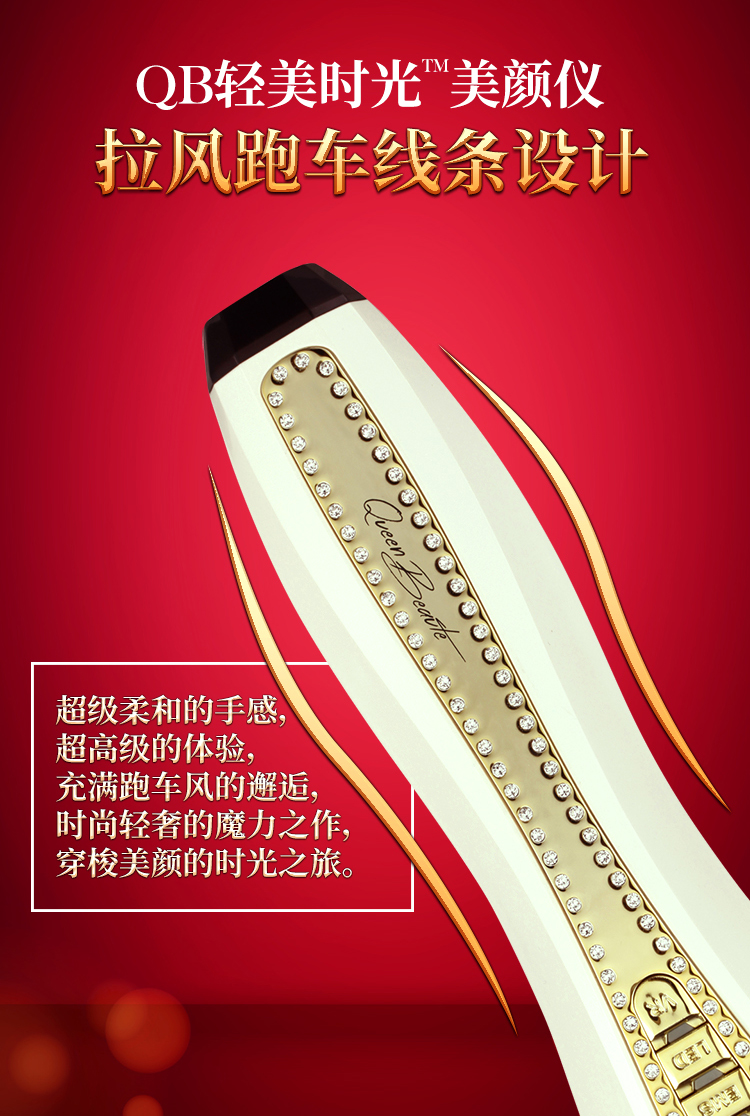 QB轻美时光™美颜仪
拉风跑车线条设计
Queen Beaute
超级柔和的手感，
超高级的体验，
充满跑车风的邂逅，
时尚轻奢的魔力之作，
穿梭美颜的时光之旅。
LED
EMS